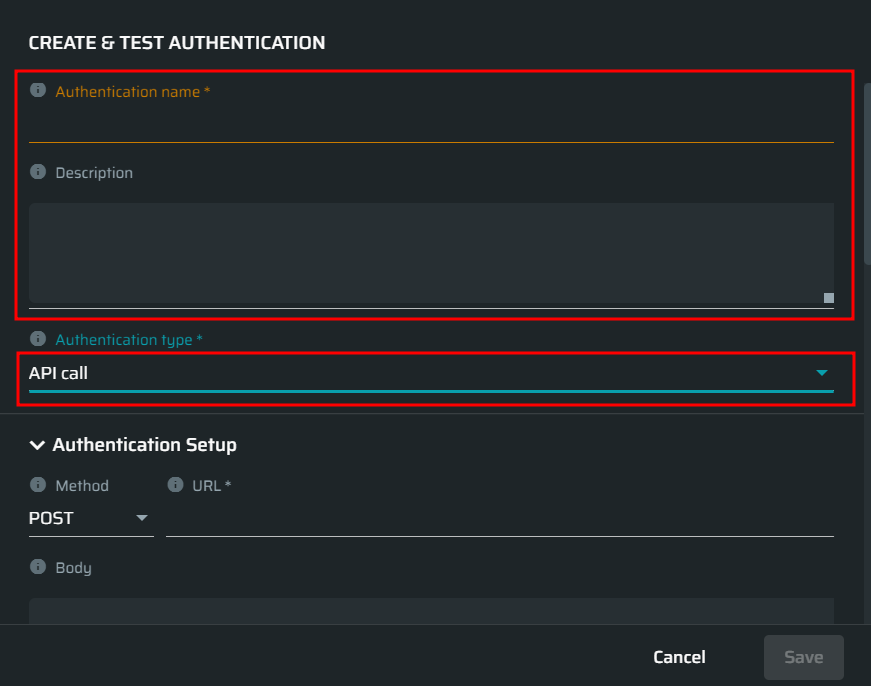 CREATE & TEST AUTHENTICATION
Authentication name *
Description
Authentication type *
API call
Authentication Setup
Method URL *
POST
Body
Cancel Save